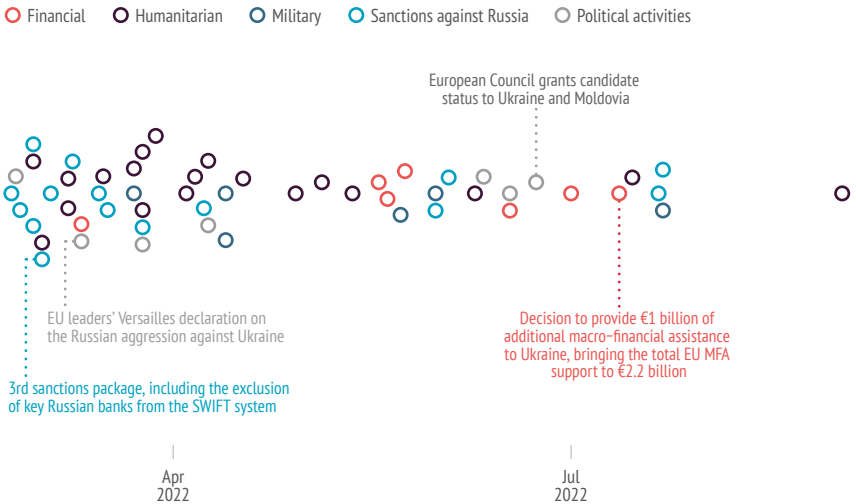 Financial Humanitarian Military Sanctions against Russia Political activities
European Council grants candidate
status to Ukraine and Moldovia
EU leaders’ Versailles declaration on
the Russian aggression against Ukraine
Decision to provide €1 billion of
additional macro–financial assistance
to Ukraine, bringing the total EU MFA
support to €2.2 billion
3rd sanctions package, including the exclusion
of key Russian banks from the SWIFT system
Apr
2022
Jul
2022